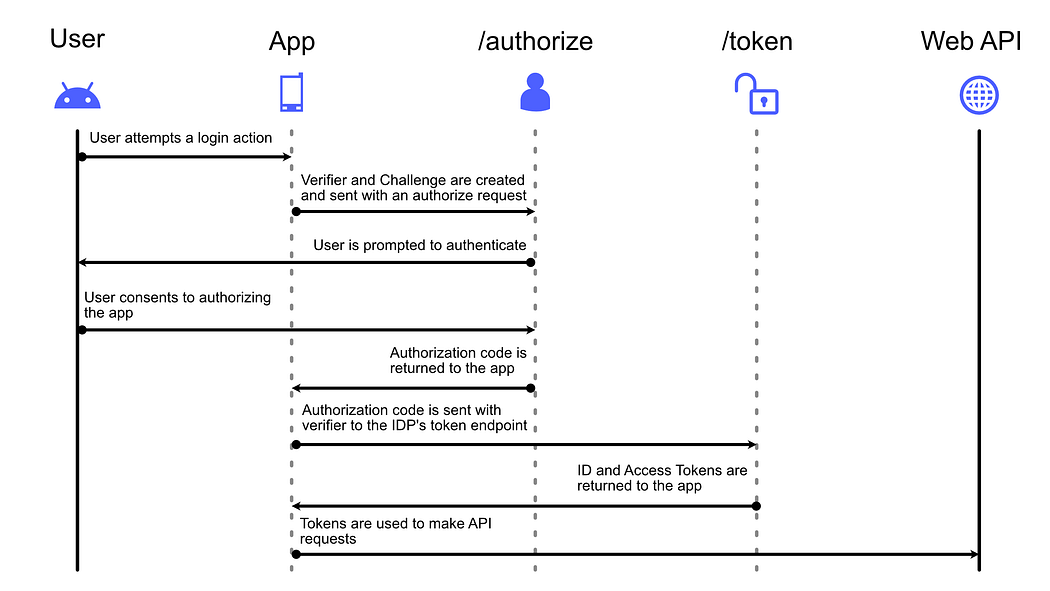 User
App
/authorize
/token
Web API
User attempts a login action
Verifier and Challenge are created
and sent with an authorize request
User is prompted to authenticate
User consents to authorizing
the app
Authorization code is
returned to the app
Authorization code is sent with
verifier to the IDP's token endpoint
ID and Access Tokens are
returned to the app
Tokens are used to make API
requests